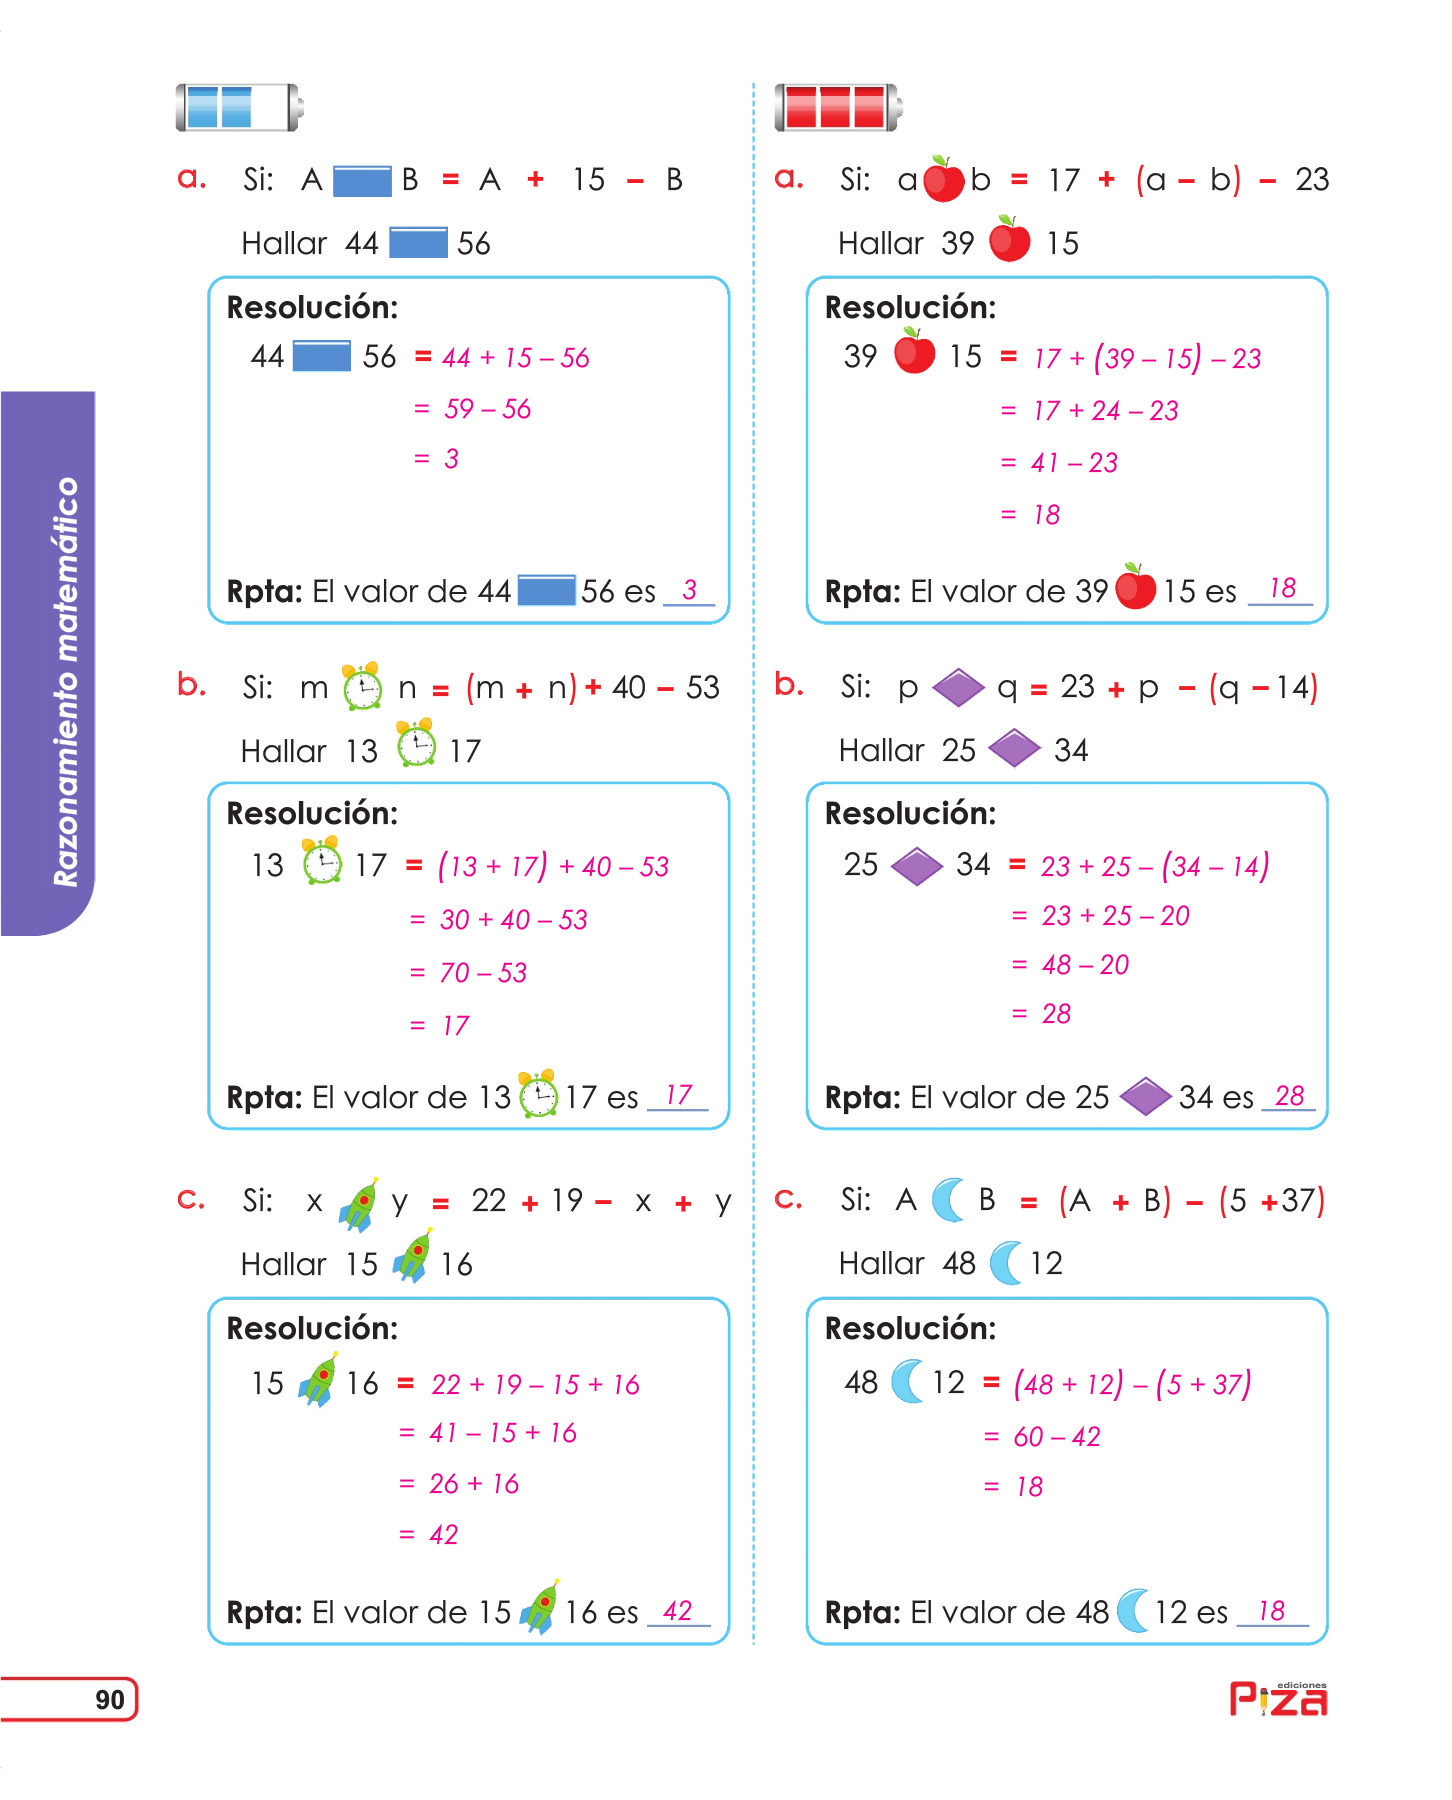 a. Si: A B = A + 15 – B
Hallar 44 56
Resolución:
44 56 = 44 + 15 – 56
= 59 – 56
= 3
Rpta: El valor de 44 56 es 3
b. Si: m n = (m + n) + 40 – 53
Hallar 13 17
Resolución:
13 17 = (13 + 17) + 40 – 53
= 30 + 40 – 53
= 70 – 53
= 17
Rpta: El valor de 13 17 es 17
c. Si: x y = 22 + 19 – x + y
Hallar 15 16
Resolución:
15 16 = 22 + 19 – 15 + 16
= 41 – 15 + 16
= 26 + 16
= 42
Rpta: El valor de 15 16 es 42
a. Si: a b = 17 + (a – b) – 23
Hallar 39 15
Resolución:
39 15 = 17 + (39 – 15) – 23
= 17 + 24 – 23
= 41 – 23
= 18
Rpta: El valor de 39 15 es 18
b. Si: p q = 23 + p – (q – 14)
Hallar 25 34
Resolución:
25 34 = 23 + 25 – (34 – 14)
= 23 + 25 – 20
= 48 – 20
= 28
Rpta: El valor de 25 34 es 28
c. Si: A B = (A + B) – (5 + 37)
Hallar 48 12
Resolución:
48 12 = (48 + 12) – (5 + 37)
= 60 – 42
= 18
Rpta: El valor de 48 12 es 18
Razonamiento matemático
90
ediciones
Piza